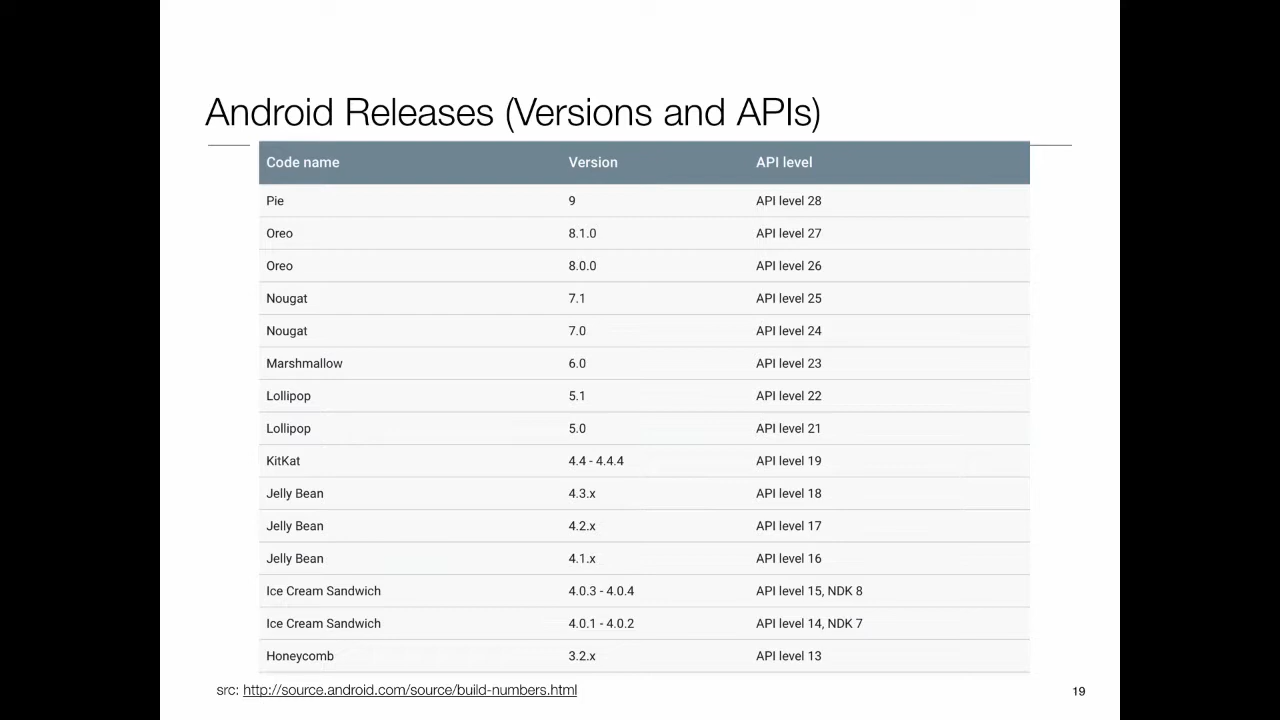 Android Releases (Versions and APIs)
Code name Version API level
Pie 9 API level 28
Oreo 8.1.0 API level 27
Oreo 8.0.0 API level 26
Nougat 7.1 API level 25
Nougat 7.0 API level 24
Marshmallow 6.0 API level 23
Lollipop 5.1 API level 22
Lollipop 5.0 API level 21
KitKat 4.4 - 4.4.4 API level 19
Jelly Bean 4.3.x API level 18
Jelly Bean 4.2.x API level 17
Jelly Bean 4.1.x API level 16
Ice Cream Sandwich 4.0.3 - 4.0.4 API level 15, NDK 8
Ice Cream Sandwich 4.0.1 - 4.0.2 API level 14, NDK 7
Honeycomb 3.2.x API level 13
src: http://source.android.com/source/build-numbers.html 19